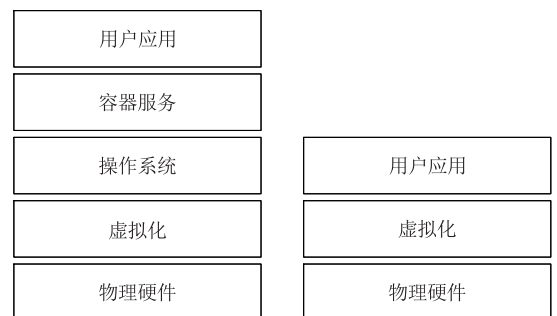 用户应用
容器服务
操作系统
虚拟化
物理硬件
用户应用
虚拟化
物理硬件